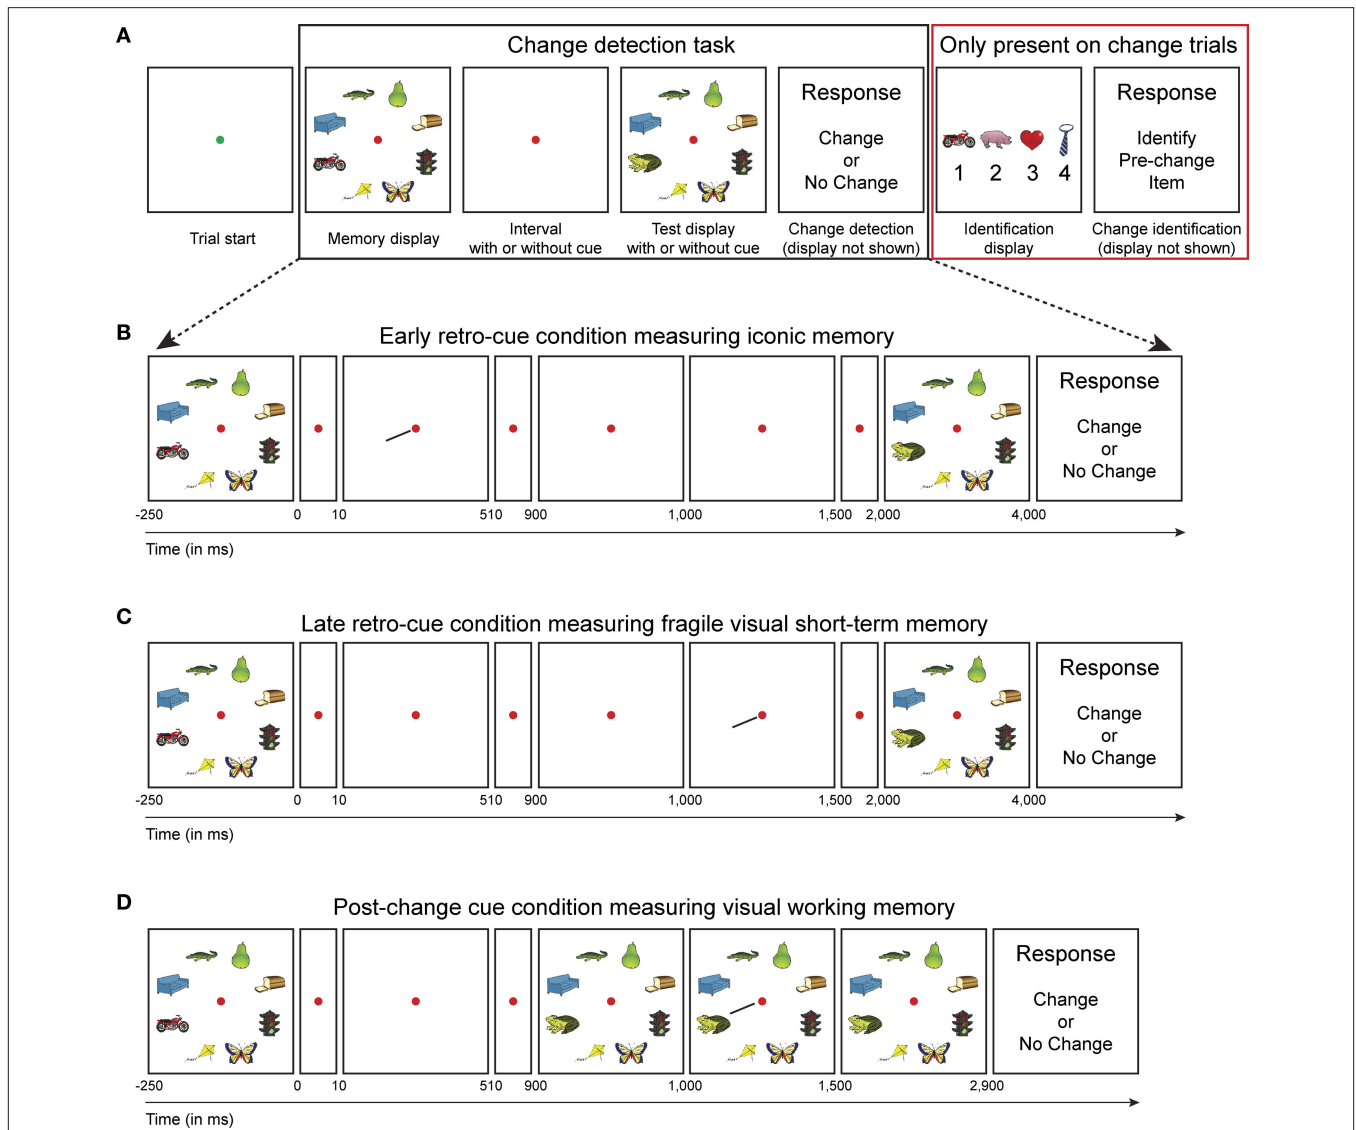 A
Change detection task
Only present on change trials
Response
Change
or
No Change
1 2 3 4
Response
Identify
Pre-change
Item
Trial start
Memory display
Interval
with or without cue
Test display
with or without cue
Change detection
(display not shown)
Identification
display
Change identification
(display not shown)
B
Early retro-cue condition measuring iconic memory
Response
Change
or
No Change
-250 0 10 510 900 1,000 1,500 2,000 4,000
Time (in ms)
C
Late retro-cue condition measuring fragile visual short-term memory
Response
Change
or
No Change
-250 0 10 510 900 1,000 1,500 2,000 4,000
Time (in ms)
D
Post-change cue condition measuring visual working memory
Response
Change
or
No Change
-250 0 10 510 900 1,000 1,500 2,900
Time (in ms)